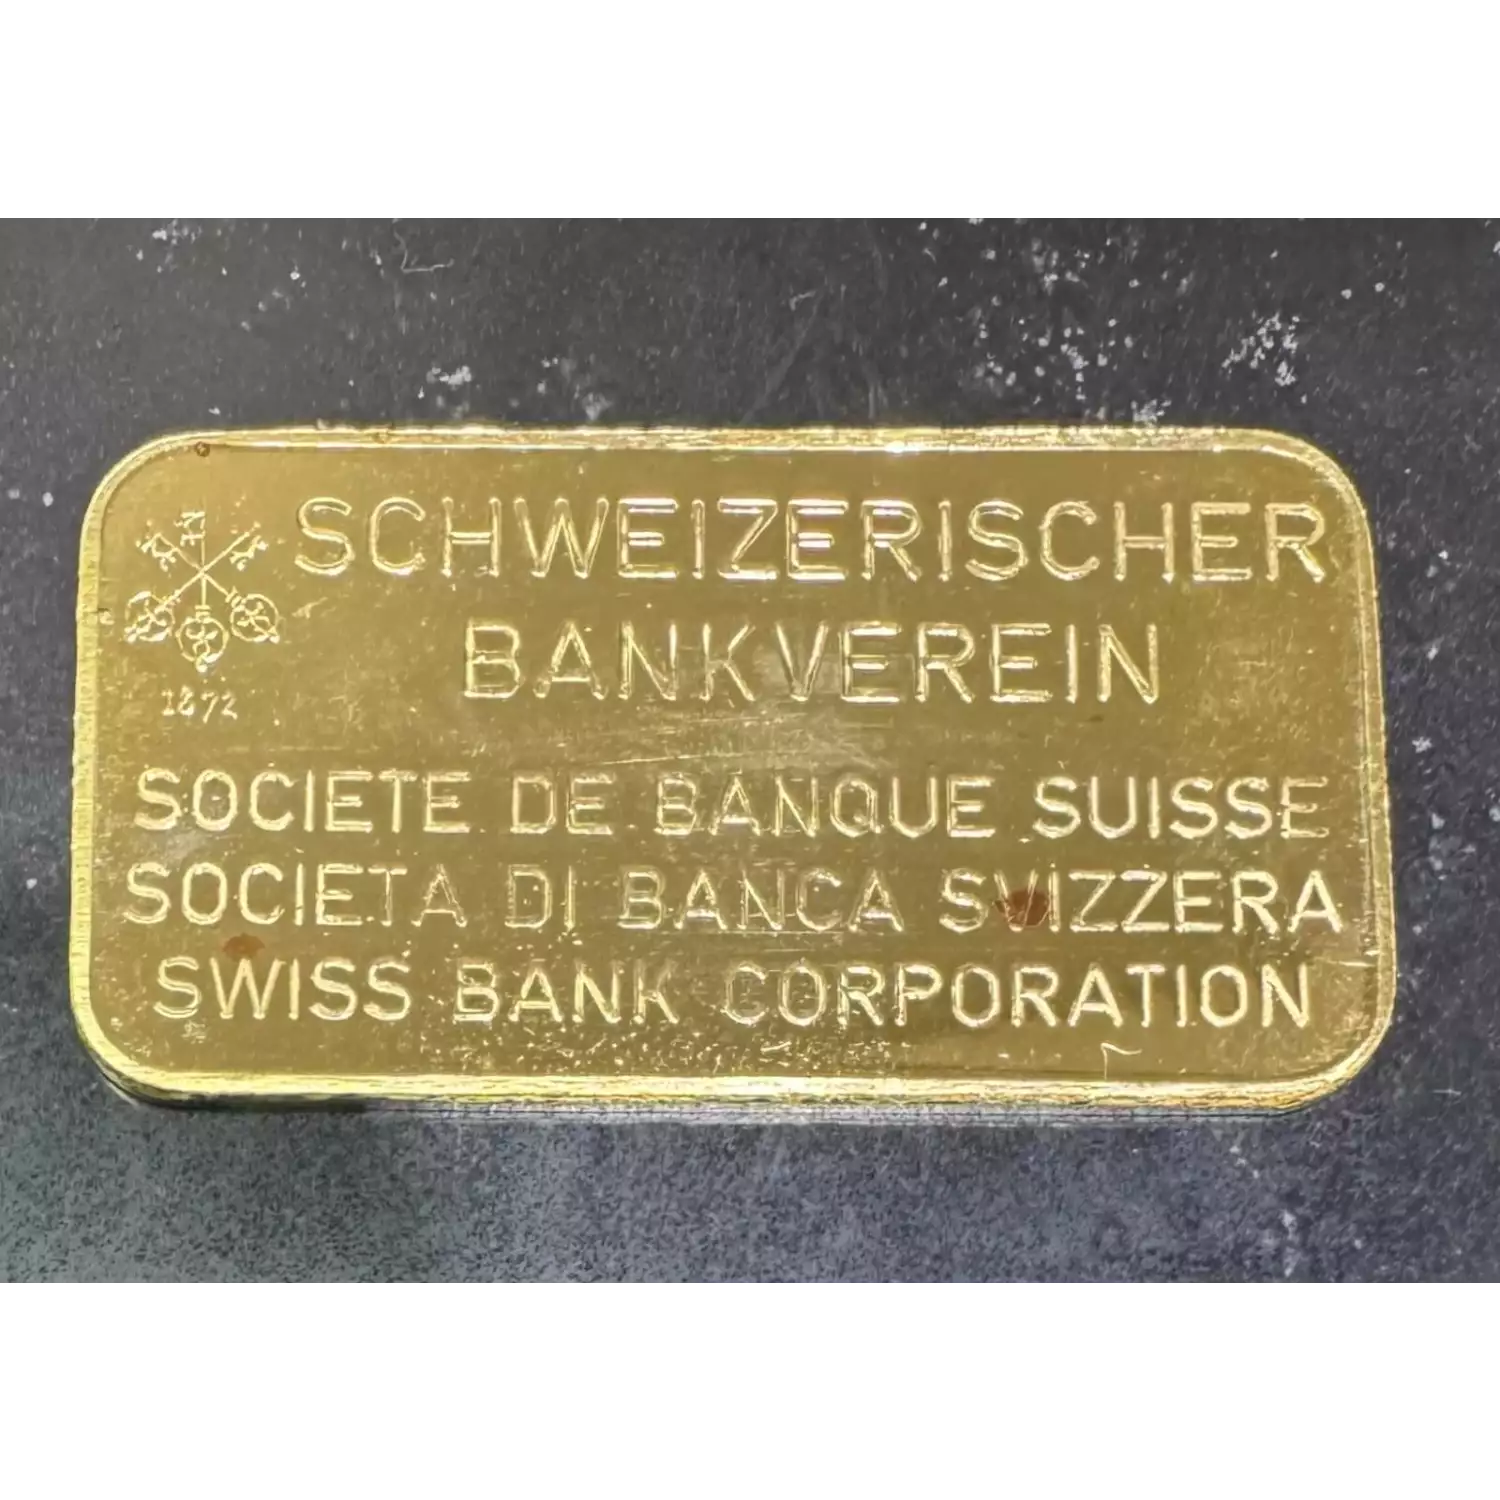 SCHWEIZERISCHER
BANKVEREIN
1872
SOCIETE DE BANQUE SUISSE
SOCIETA DI BANCA SVIZZERA
SWISS BANK CORPORATION